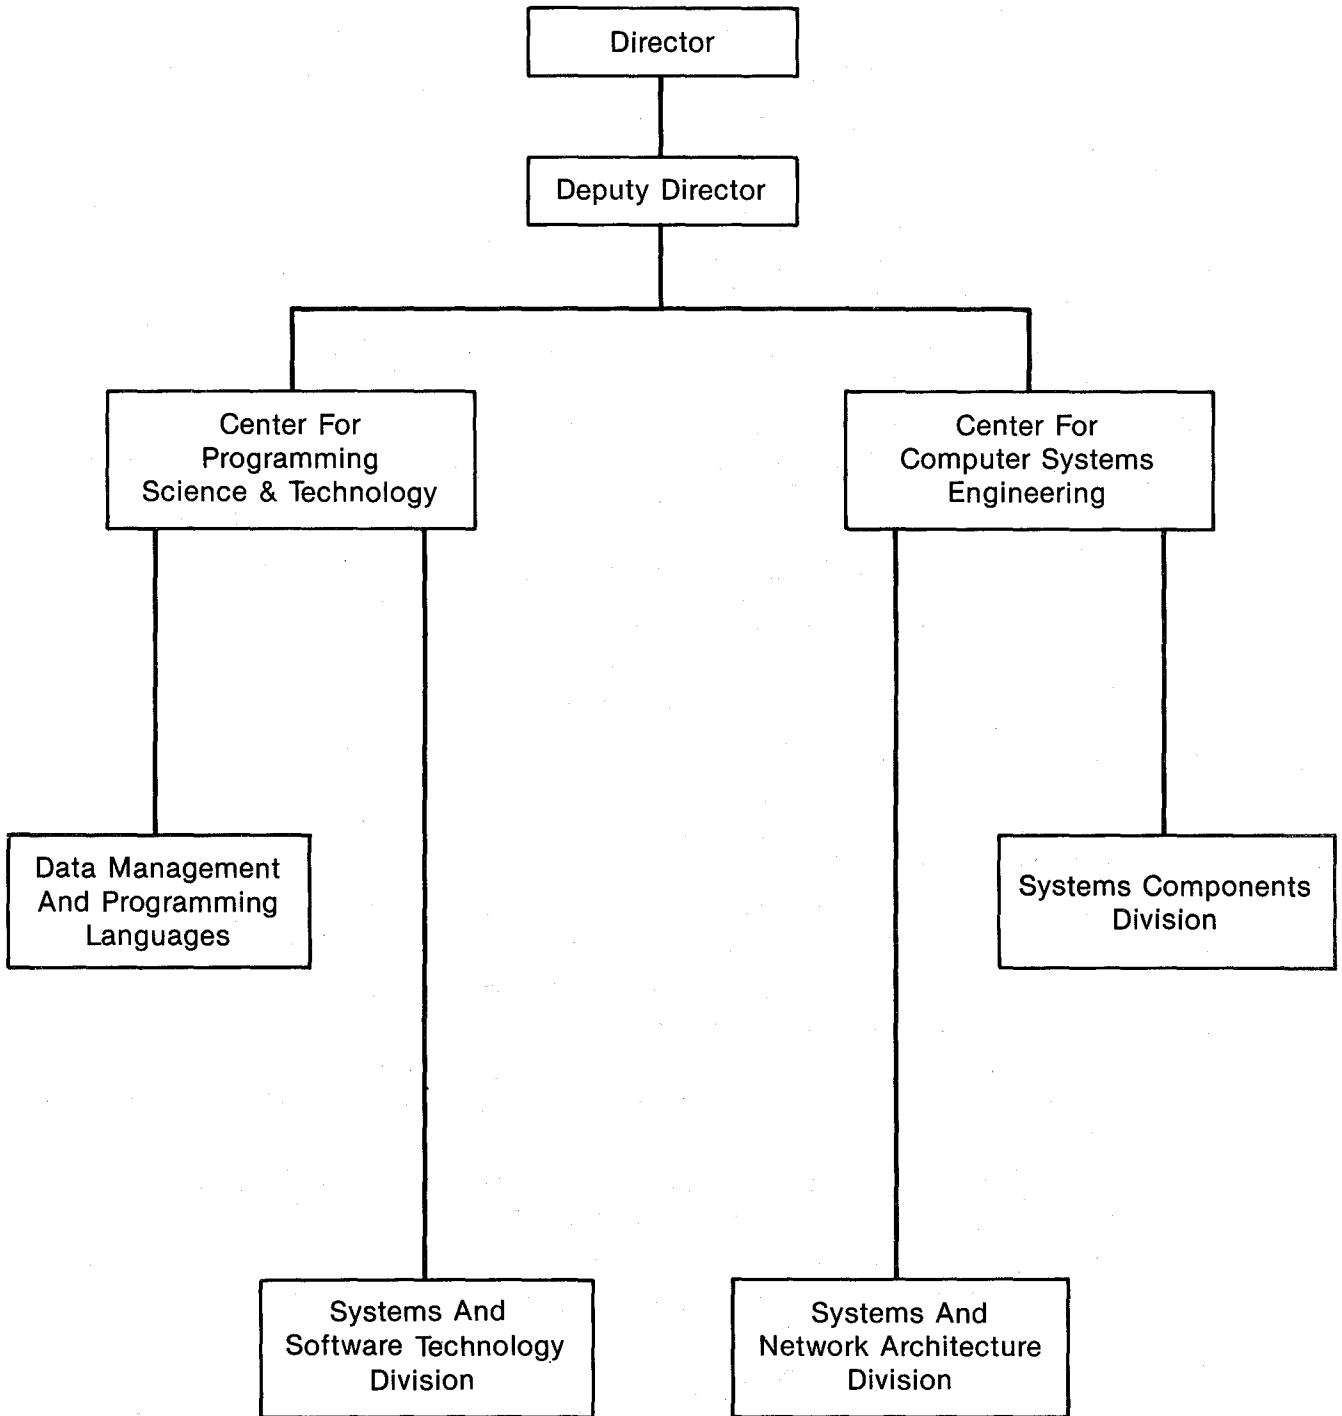 Director
Deputy Director
Center For
Programming
Science & Technology
Center For
Computer Systems
Engineering
Data Management
And Programming
Languages
Systems Components
Division
Systems And
Software Technology
Division
Systems And
Network Architecture
Division